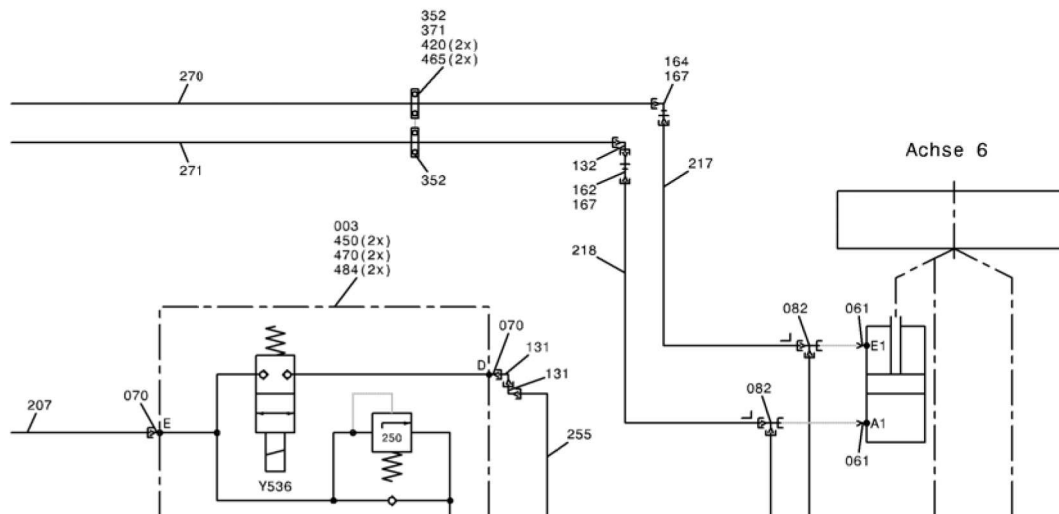 352
371
420(2x)
465(2x)
270
164
167
271
352
132
162
167
217
Achse 6
003
450(2x)
470(2x)
484(2x)
218
082
061
L
E1
070
D
131
131
082
L
207
070
E
250
255
A1
061
Y536